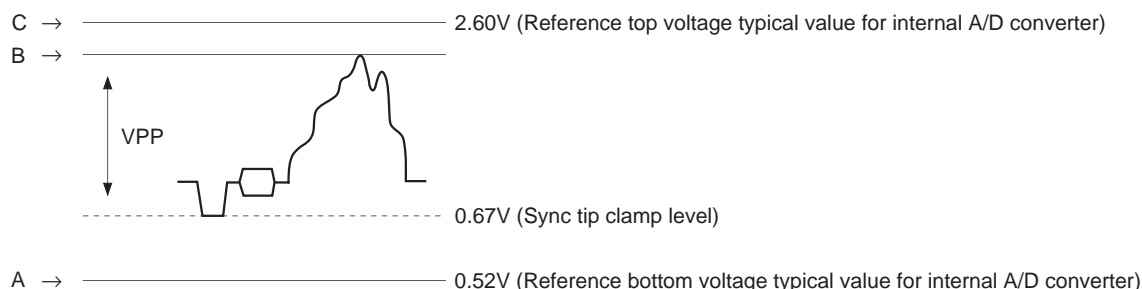 C → 2.60V (Reference top voltage typical value for internal A/D converter)
B →
VPP
0.67V (Sync tip clamp level)
A → 0.52V (Reference bottom voltage typical value for internal A/D converter)